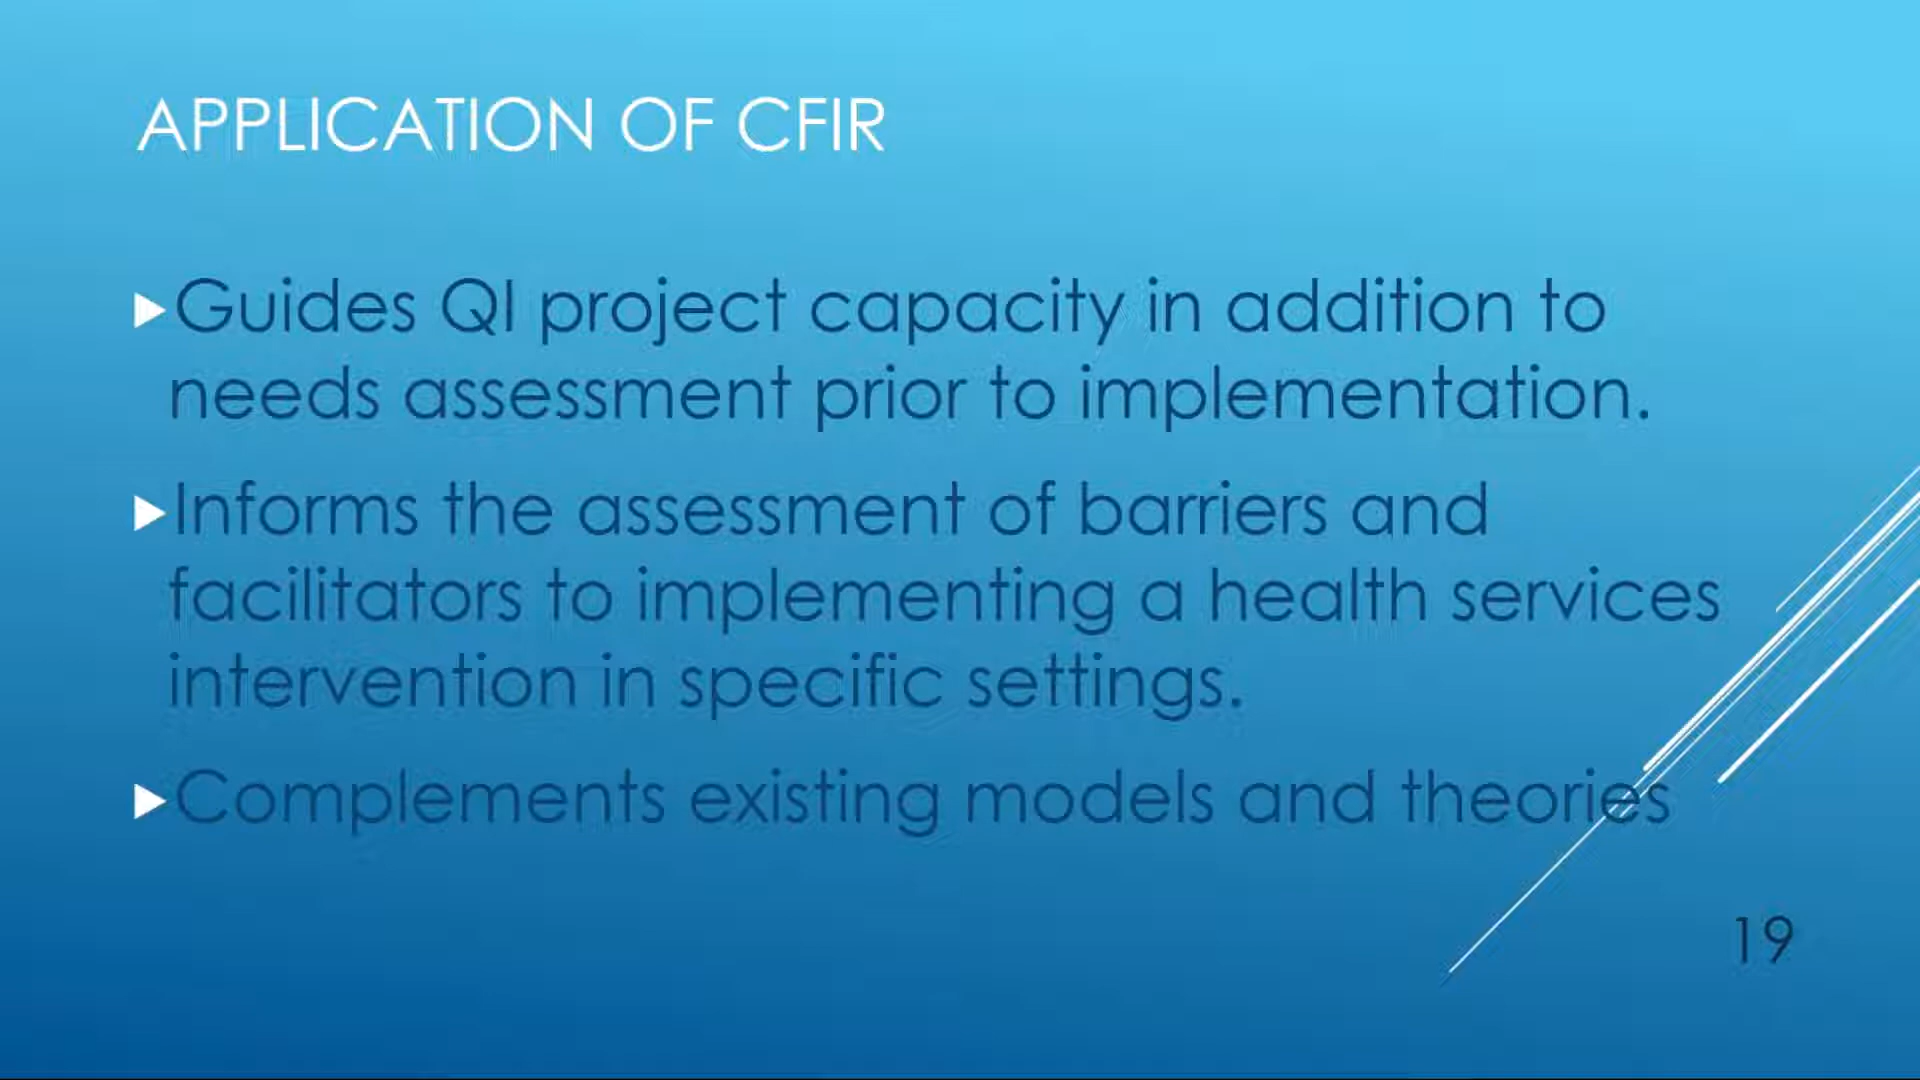 APPLICATION OF CFIR
Guides QI project capacity in addition to
needs assessment prior to implementation.
Informs the assessment of barriers and
facilitators to implementing a health services
intervention in specific settings.
Complements existing models and theories
19